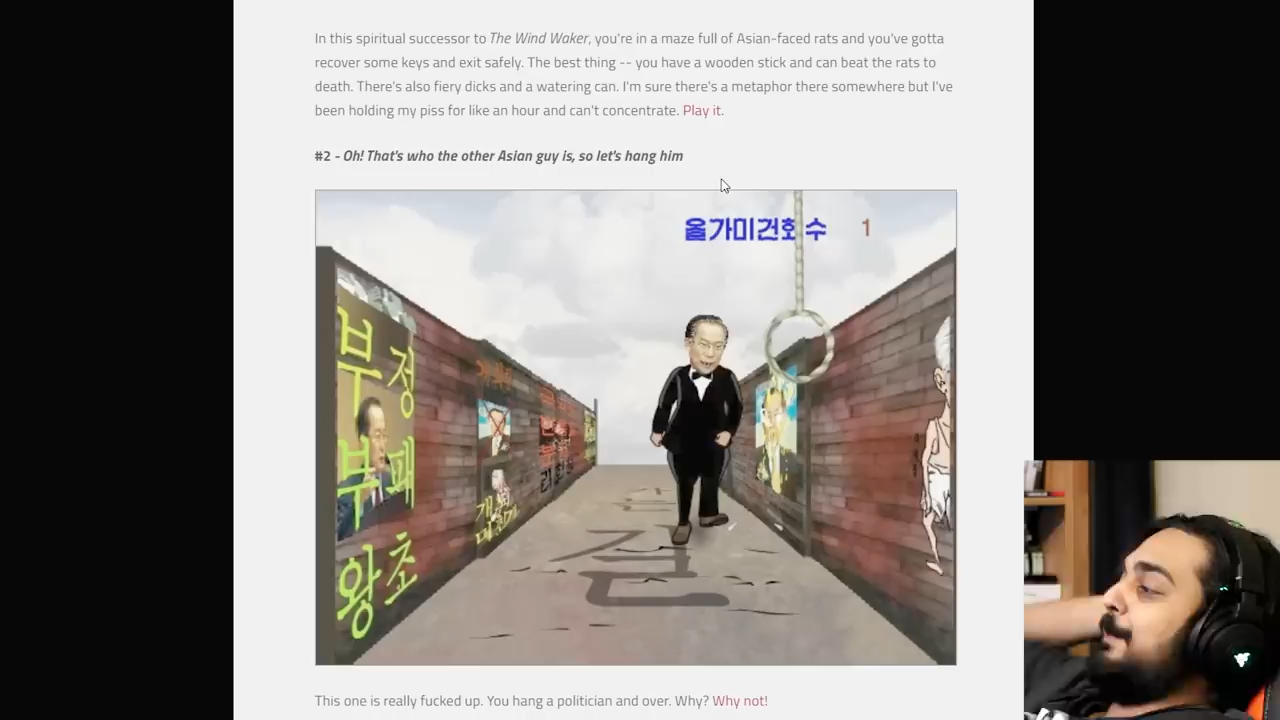 In this spiritual successor to The Wind Waker, you're in a maze full of Asian-faced rats and you've gotta
recover some keys and exit safely. The best thing -- you have a wooden stick and can beat the rats to
death. There's also fiery dicks and a watering can. I'm sure there's a metaphor there somewhere but I've
been holding my piss for like an hour and can't concentrate. Play it.
#2 - Oh! That's who the other Asian guy is, so let's hang him
올가미건회수 1
부정
부패
왕초
근
This one is really fucked up. You hang a politician and over. Why? Why not!